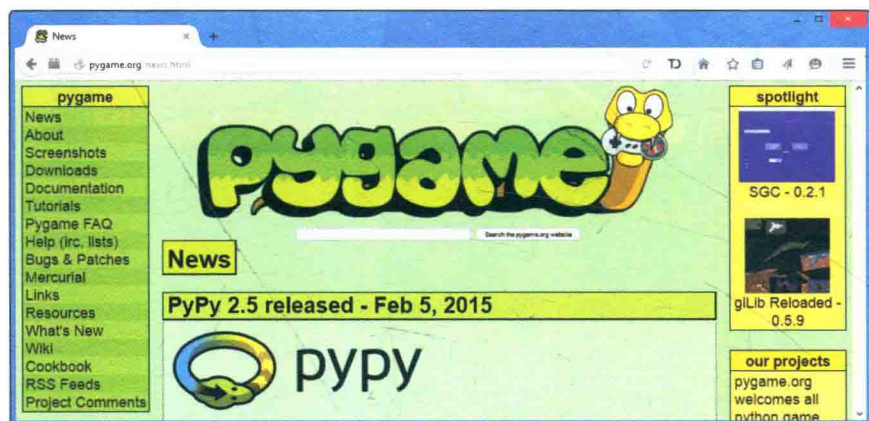 News
pygame.org/news.html
pygame
News
About
Screenshots
Downloads
Documentation
Tutorials
Pygame FAQ
Help (irc, lists)
Bugs & Patches
Mercurial
Links
Resources
What's New
Wiki
Cookbook
RSS Feeds
Project Comments
pygame
Search the pygame.org website
News
PyPy 2.5 released - Feb 5, 2015
pypy
spotlight
SGC - 0.2.1
glLib Reloaded -
0.5.9
our projects
pygame.org
welcomes all
python game